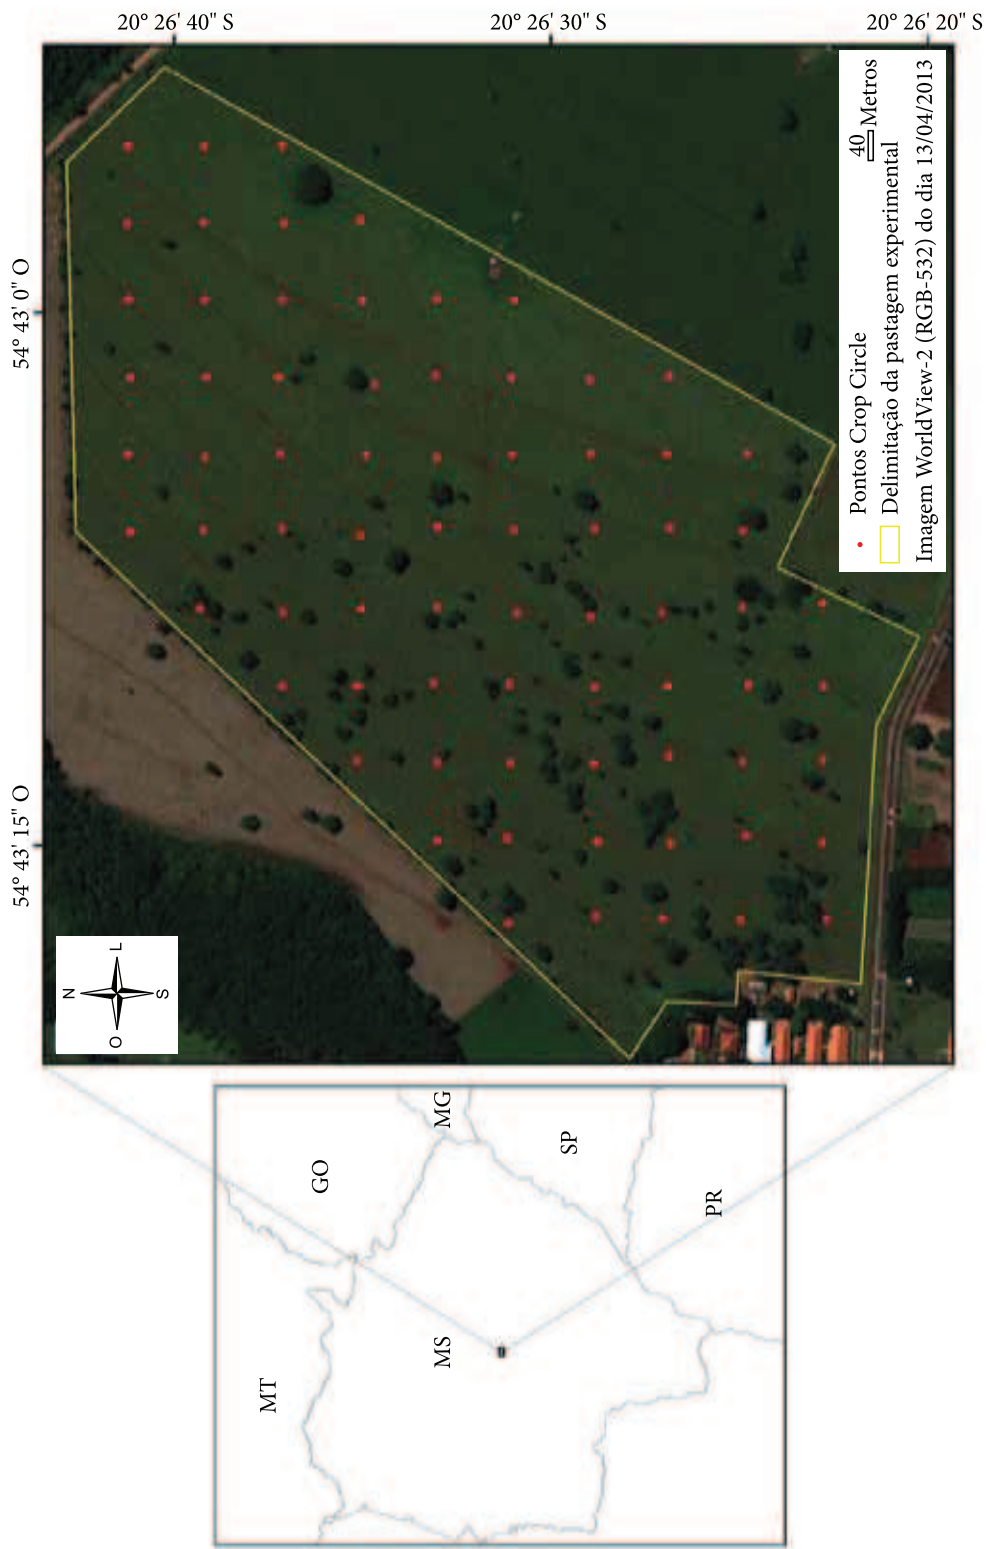 20° 26' 40" S
20° 26' 30" S
20° 26' 20" S
54° 43' 0" O
54° 43' 15" O
N
L
S
O
40
Metros
Pontos Crop Circle
Delimitação da pastagem experimental
Imagem WorldView-2 (RGB-532) do dia 13/04/2013
MT
GO
MG
MS
SP
PR